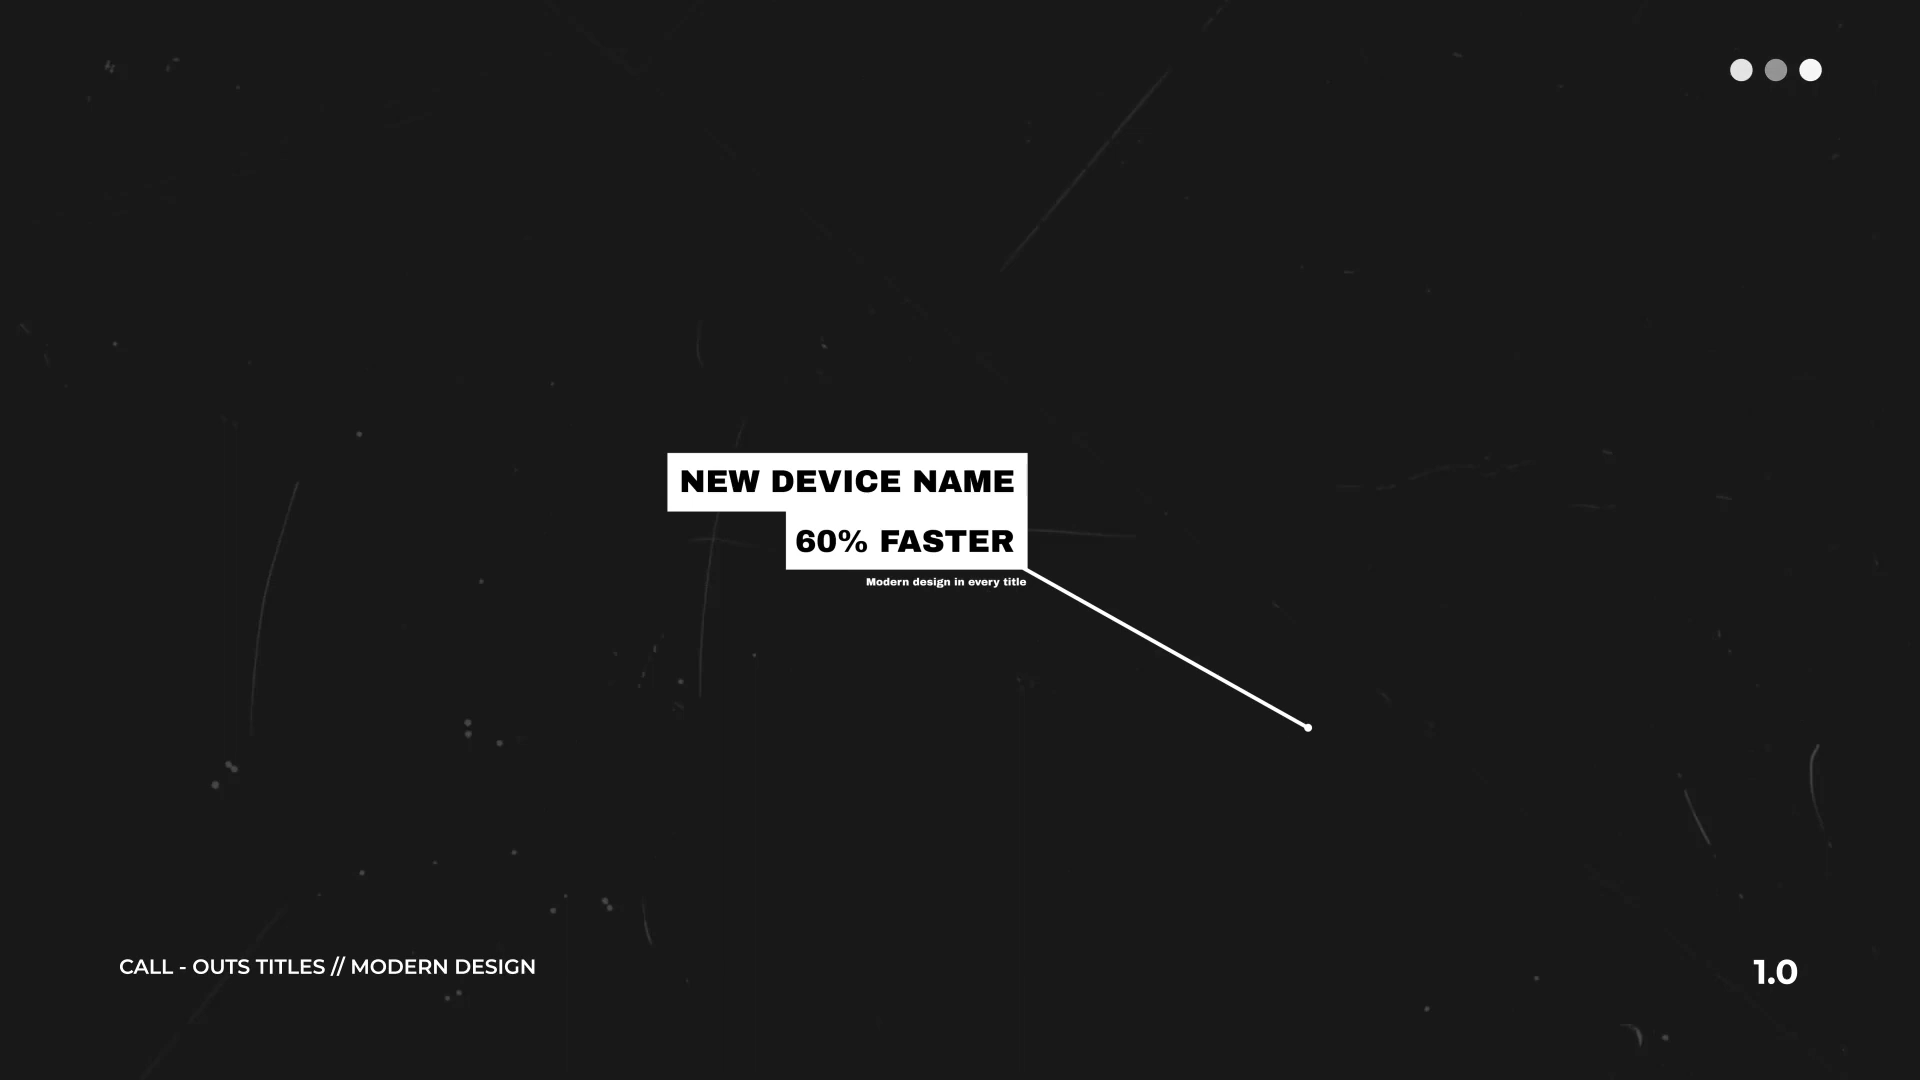 NEW DEVICE NAME
60% FASTER
Modern design in every title
CALL - OUTS TITLES // MODERN DESIGN
1.0